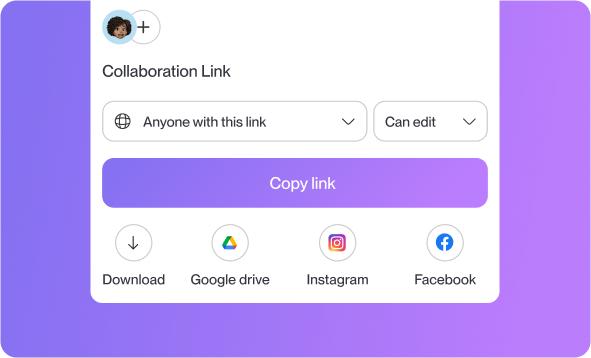 Collaboration Link
Anyone with this link
Can edit
Copy link
Download
Google drive
Instagram
Facebook